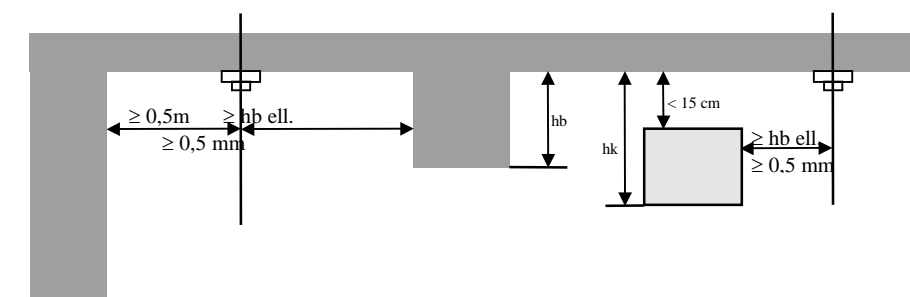 ≥ 0,5m
≥ hb ell.
≥ 0,5 mm
hb
hk
< 15 cm
≥ hb ell
≥ 0,5 mm